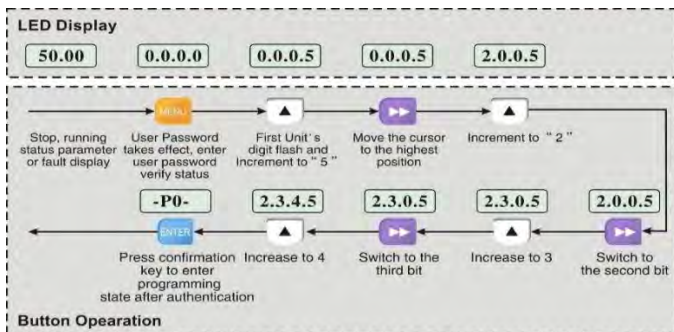 LED Display
50.00 0.0.0.0 0.0.0.5 0.0.0.5 2.0.0.5
MENU ▲ ▶▶ ▲
Stop, running
status parameter
or fault display
User Password
takes effect, enter
user password
verify status
First Unit's
digit flash and
Increment to "5"
Move the cursor
to the highest
position
Increment to "2"
-P0- 2.3.4.5 2.3.0.5 2.3.0.5 2.0.0.5
ENTER ▲ ▶▶ ▲ ▶▶
Press confirmation
key to enter
programming
state after authentication
Increase to 4
Switch to the
third bit
Increase to 3
Switch to
the second bit
Button Opearation